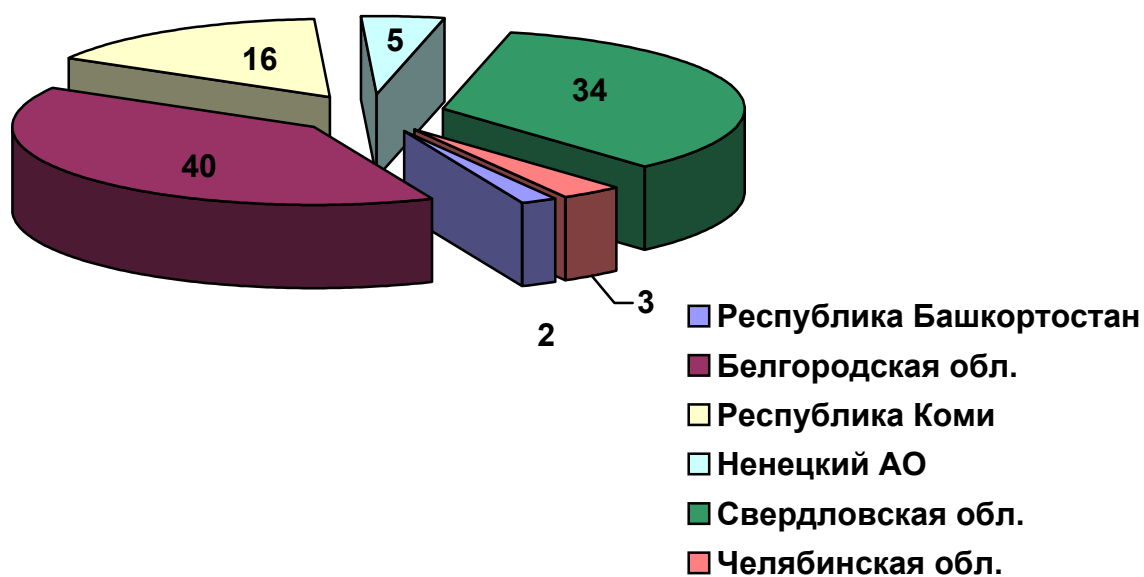 5
16
34
40
3
2
Республика Башкортостан
Белгородская обл.
Республика Коми
Ненецкий АО
Свердловская обл.
Челябинская обл.